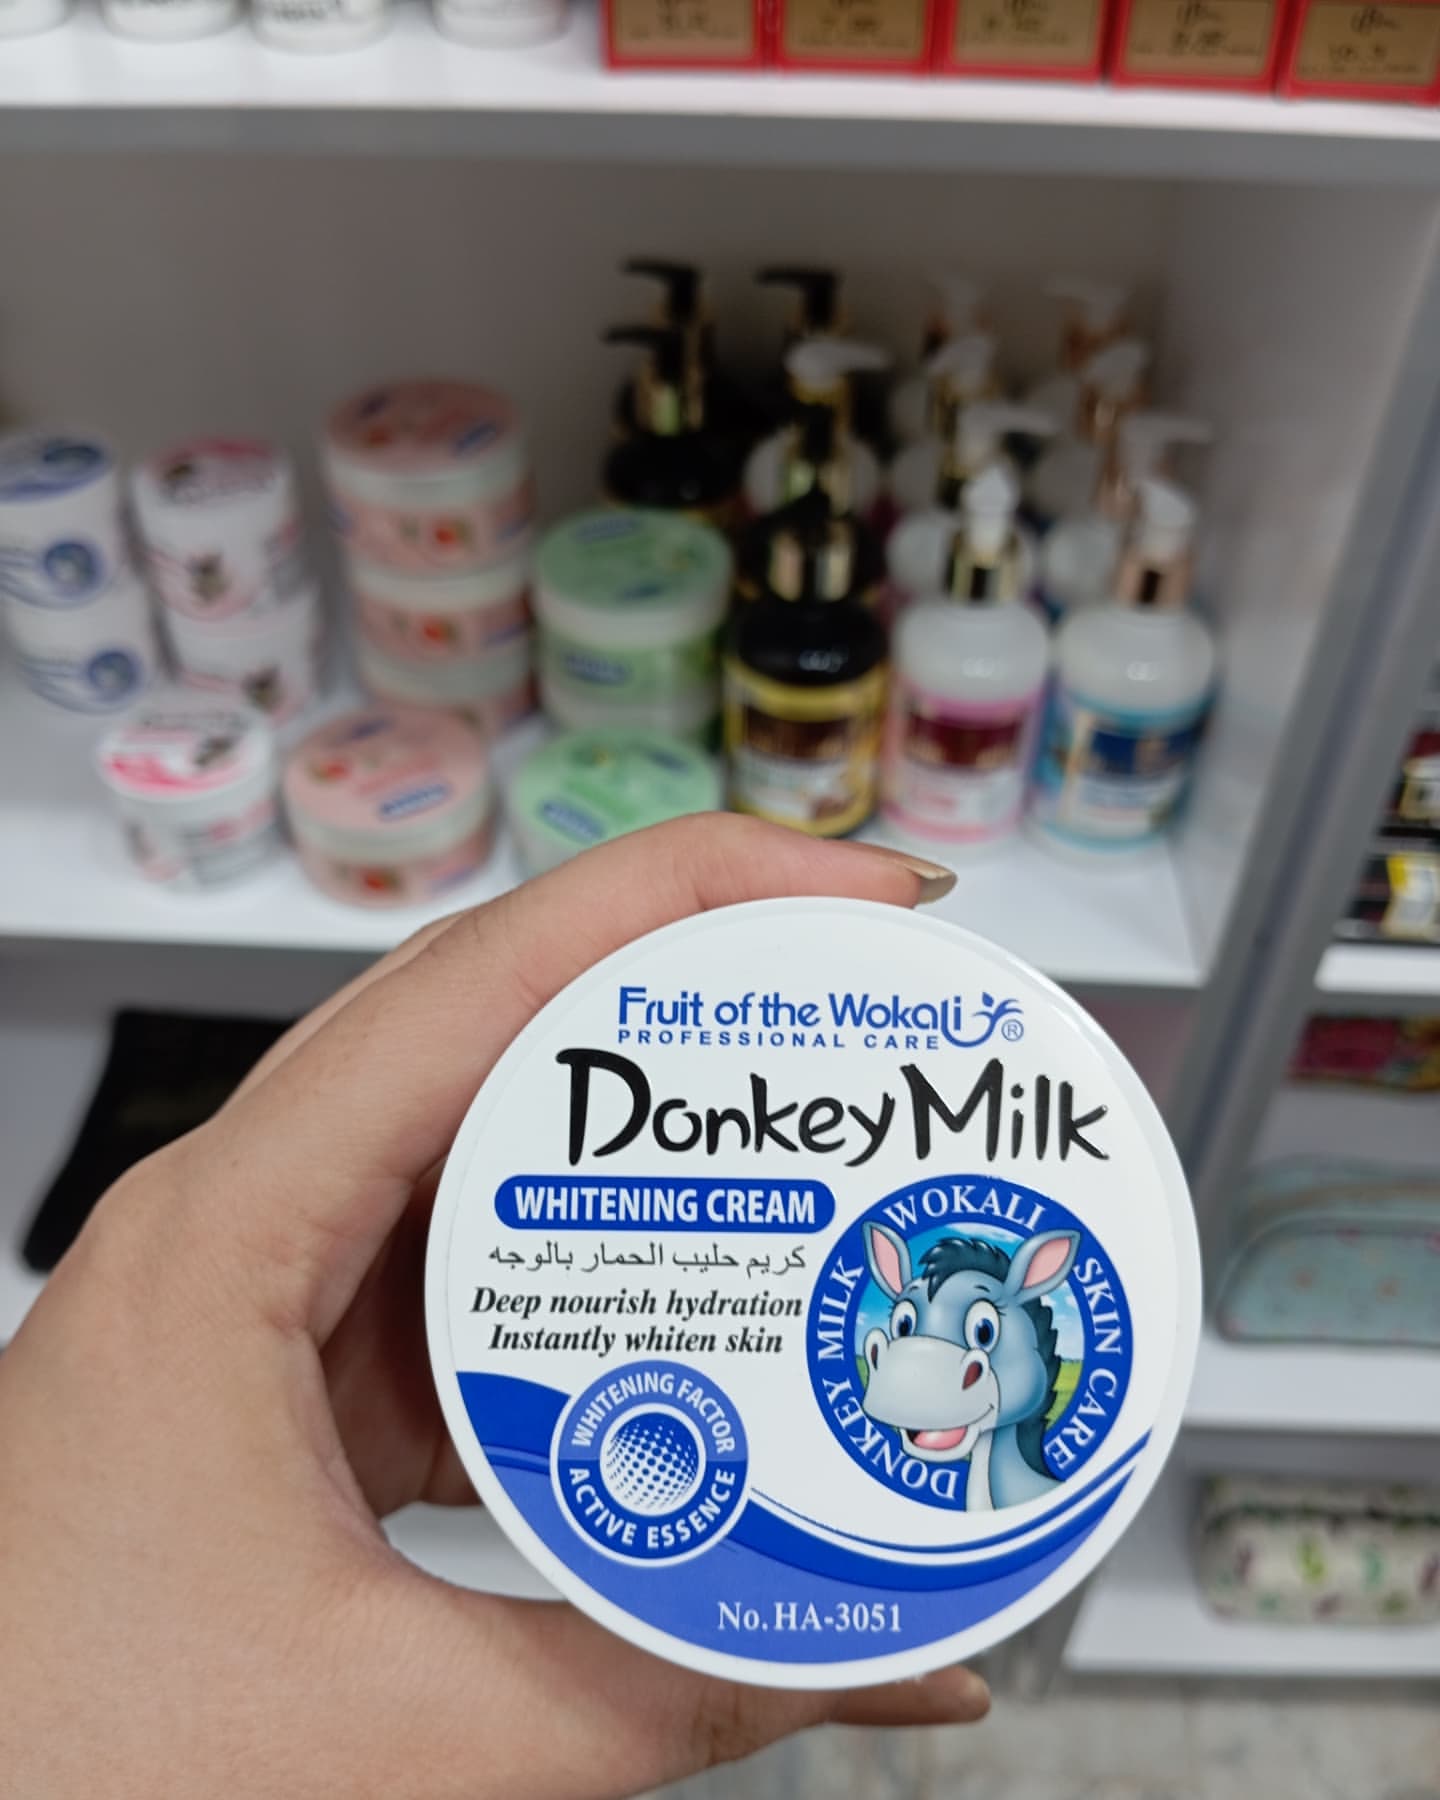 Fruit of the Wokali ®
PROFESSIONAL CARE
Donkey Milk
WHITENING CREAM
كريم حليب الحمار بالوجه
Deep nourish hydration
Instantly whiten skin
WOKALI SKIN CARE
DONKEY MILK
WHITENING FACTOR
ACTIVE ESSENCE
No.HA-3051